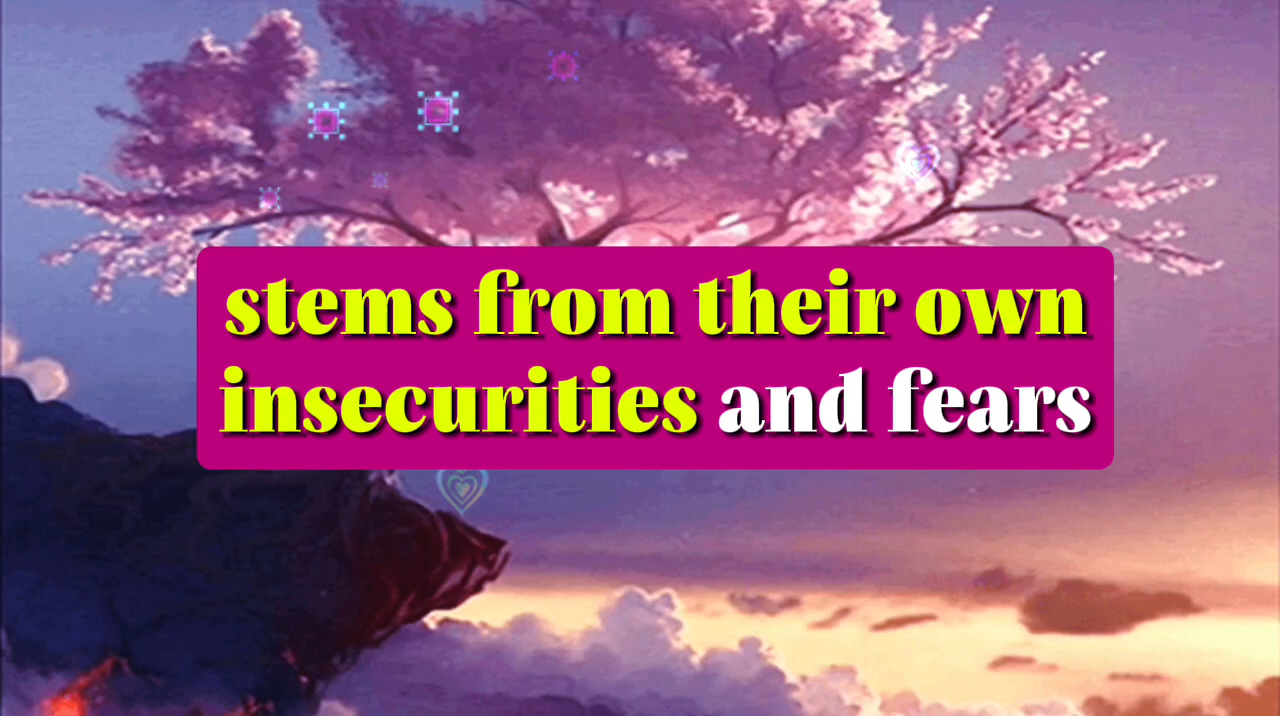 stems from their own
insecurities and fears